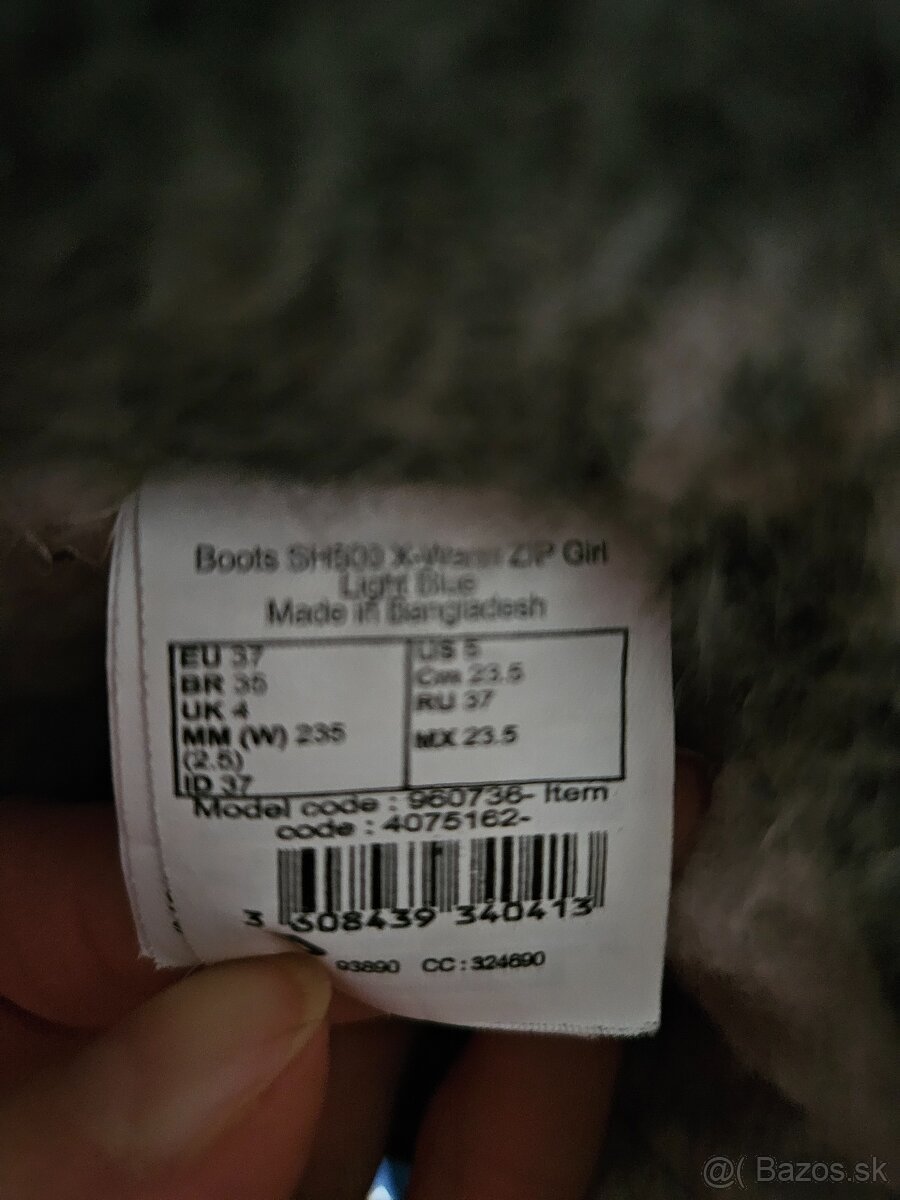 Boots SH500 X-Warm ZIP Girl
Light Blue
Made in Bangladesh
EU 37
BR 35
UK 4
MM (W) 235
(2.5)
ID 37
US 5
Cm 23.5
RU 37
MX 23.5
Model code : 960736- Item
code : 4075162-
3 608439 340413
93890 CC : 324690
@( Bazos.sk